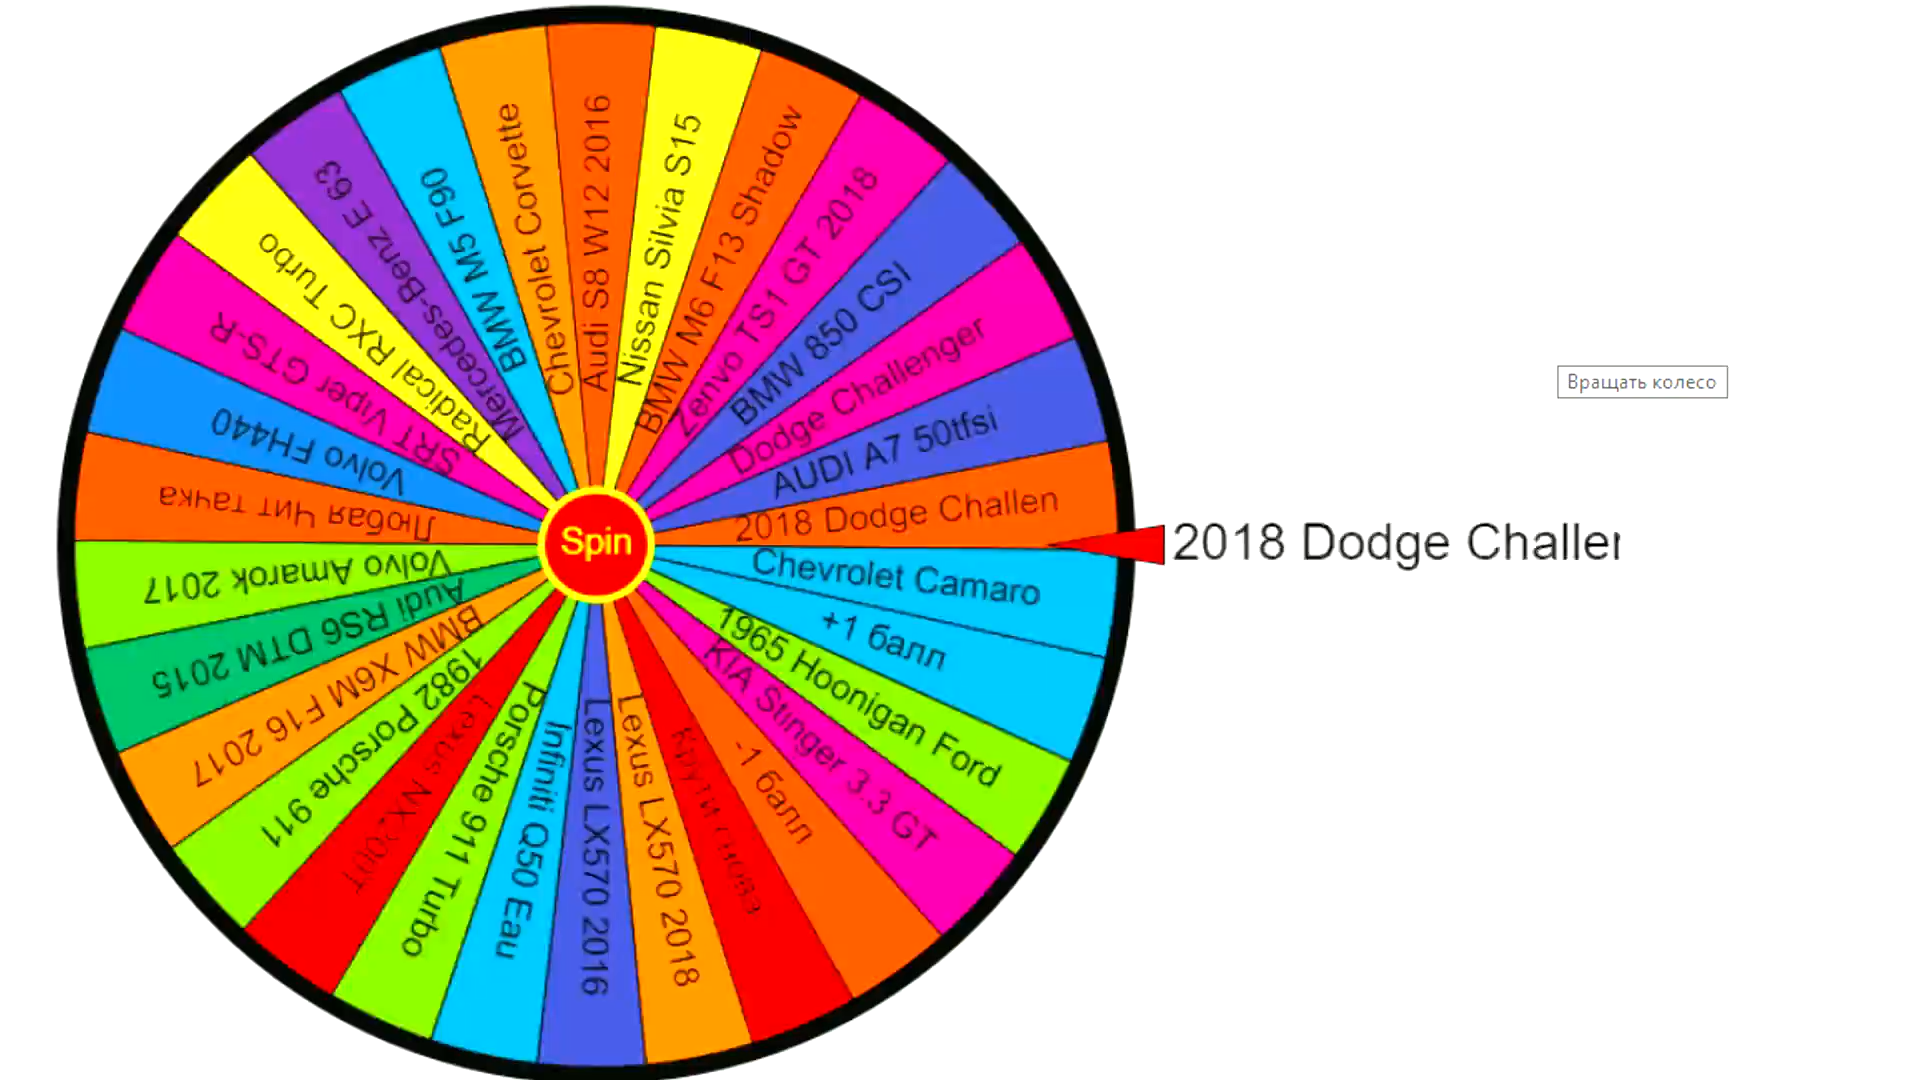 Audi S8 W12 2016
Nissan Silvia S15
BMW M6 F13 Shadow
Zenvo TS1 GT 2018
BMW 850 CSI
Dodge Challenger
AUDI A7 50tfsi
2018 Dodge Challen
Chevrolet Camaro
+1 балл
1965 Hoonigan Ford
KIA Stinger 3.3 GT
-1 балл
Крути снова
Lexus LX570 2018
Lexus LX570 2016
Infiniti Q50 Eau
Porsche 911 Turbo
Lexus NX200T
1982 Porsche 911
BMW X6M F16 2017
Audi RS6 DTM 2015
Volvo Amarok 2017
Любая Чит тачка
Volvo FH440
SRT Viper GTS-R
Radical RXC Turbo
Mercedes-Benz E 63
BMW M5 F90
Chevrolet Corvette
Spin
2018 Dodge Challer
Вращать колесо